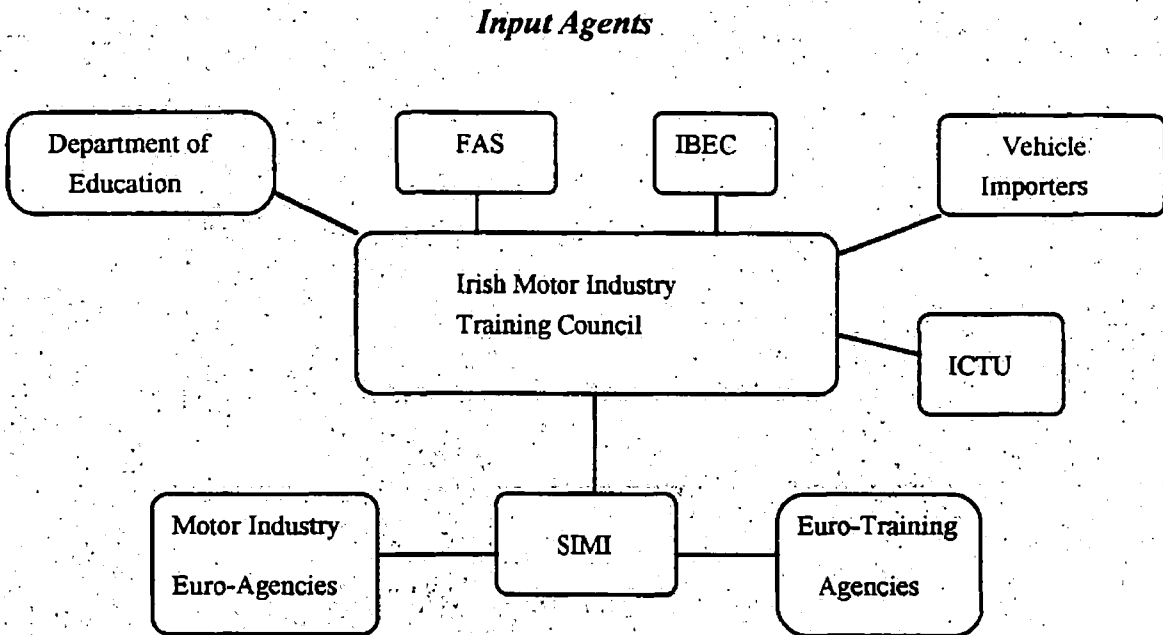 Input Agents
Department of
Education
FAS
IBEC
Vehicle
Importers
Irish Motor Industry
Training Council
ICTU
Motor Industry
Euro-Agencies
SIMI
Euro-Training
Agencies